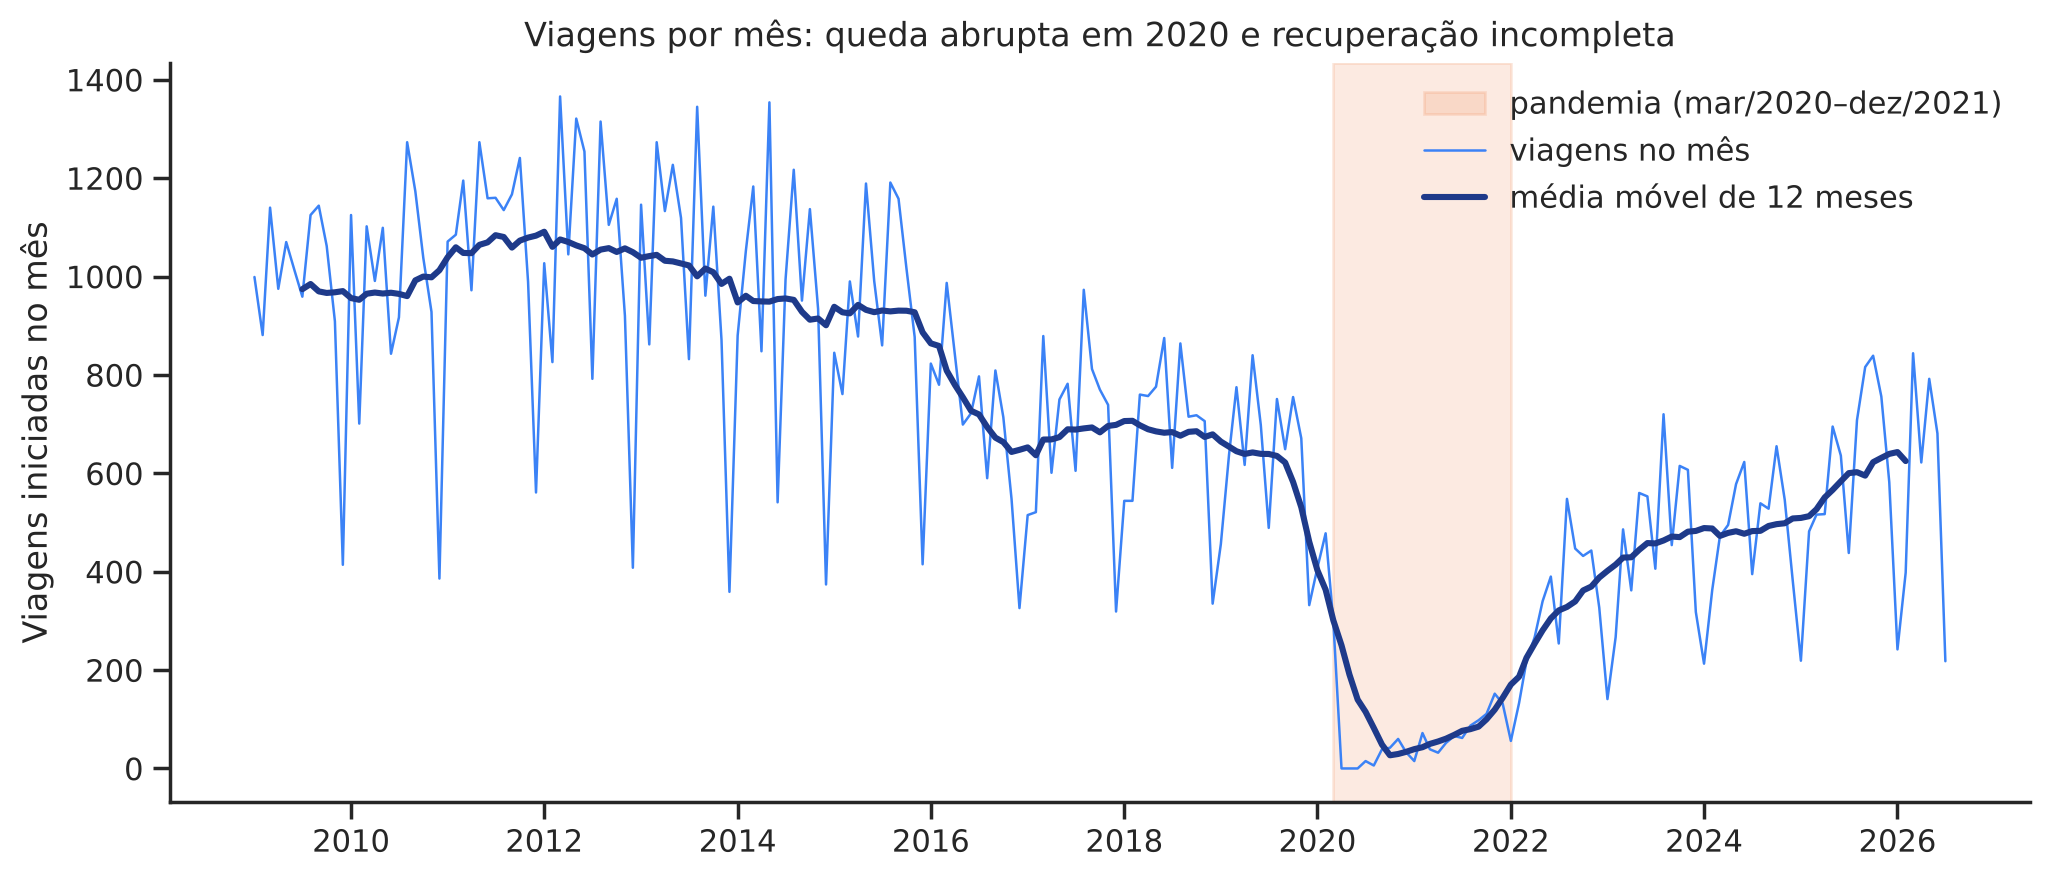 Viagens por mês: queda abrupta em 2020 e recuperação incompleta
pandemia (mar/2020–dez/2021)
viagens no mês
média móvel de 12 meses
Viagens iniciadas no mês
1400
1200
1000
800
600
400
200
0
2010 2012 2014 2016 2018 2020 2022 2024 2026